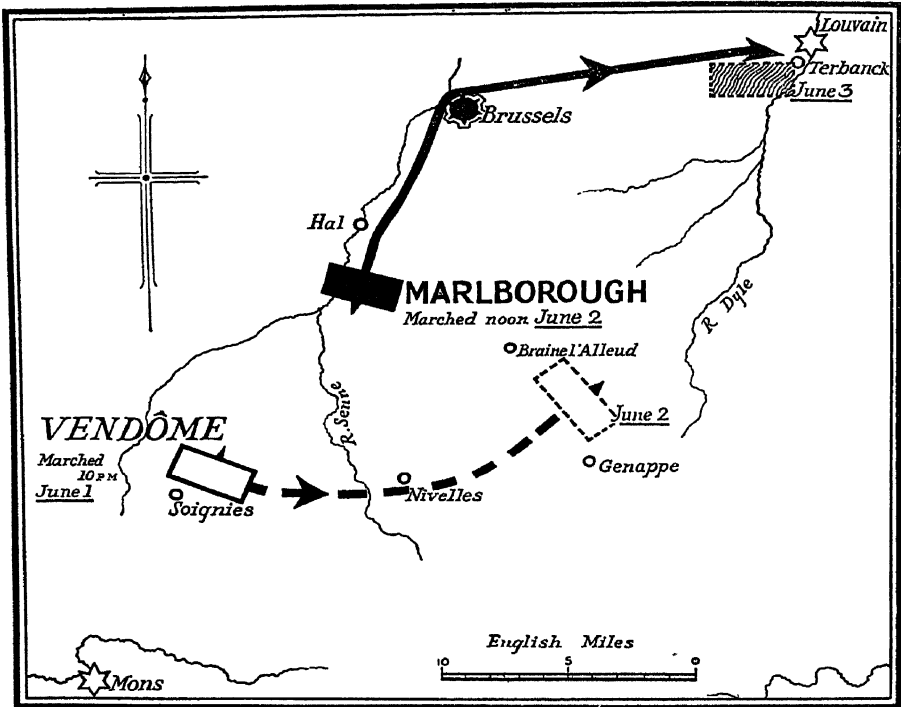 Louvain
Terbanck
June 3
Brussels
Hal
MARLBOROUGH
Marched noon June 2
R Dyle
Braine l'Alleud
R. Senne
VENDÔME
June 2
Marched
10 PM
June 1
Genappe
Nivelles
Soignies
English Miles
10 5 0
Mons